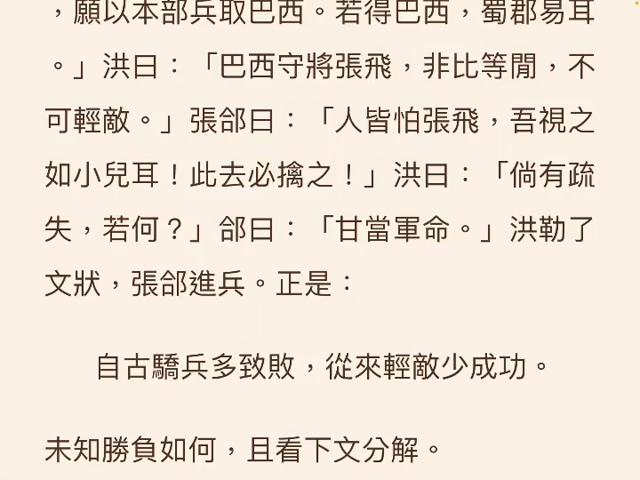 ，願以本部兵取巴西。若得巴西，蜀郡易耳
。」洪曰：「巴西守將張飛，非比等閒，不
可輕敵。」張郃曰：「人皆怕張飛，吾視之
如小兒耳！此去必擒之！」洪曰：「倘有疏
失，若何？」郃曰：「甘當軍命。」洪勒了
文狀，張郃進兵。正是：
自古驕兵多致敗，從來輕敵少成功。
未知勝負如何，且看下文分解。